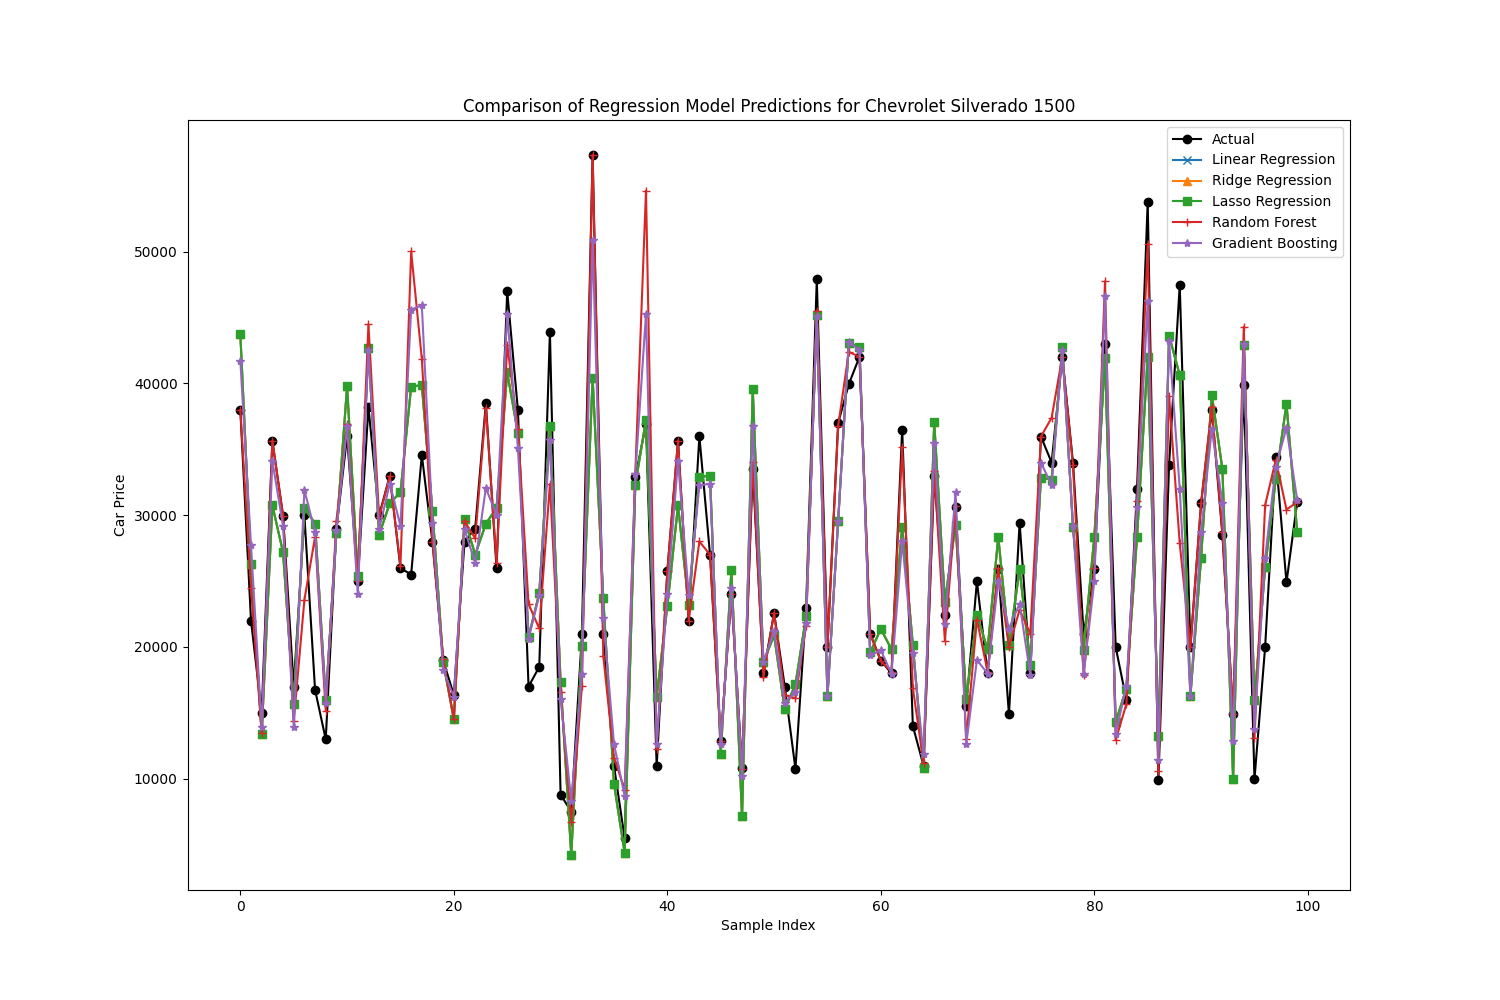 Comparison of Regression Model Predictions for Chevrolet Silverado 1500
Actual
Linear Regression
Ridge Regression
Lasso Regression
Random Forest
Gradient Boosting
Car Price
50000
40000
30000
20000
10000
0 20 40 60 80 100
Sample Index